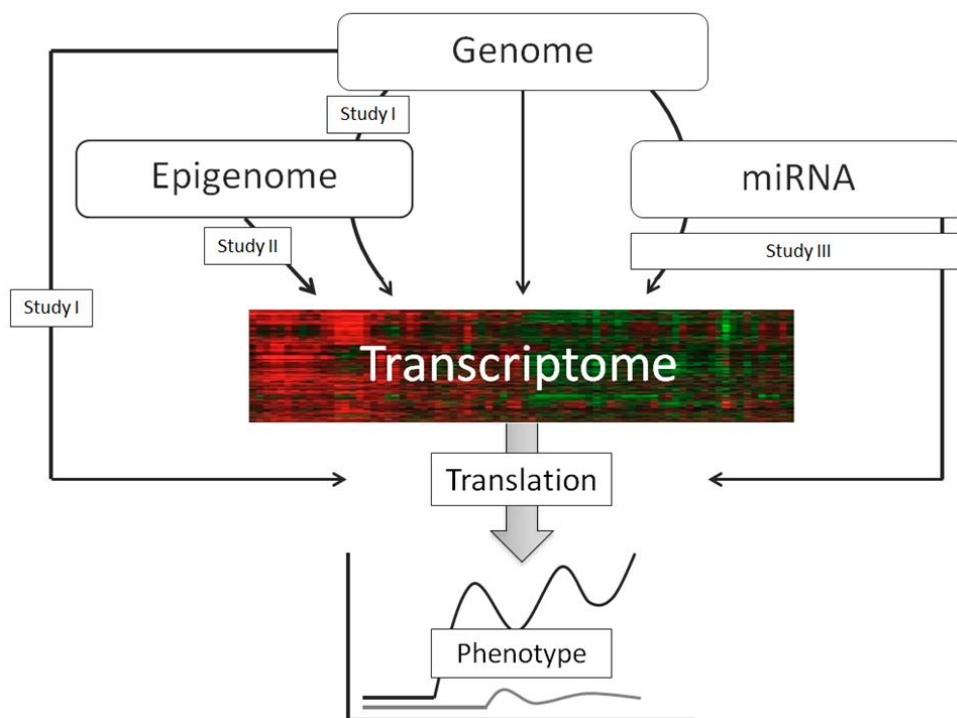 Genome
Study I
Epigenome
miRNA
Study II
Study III
Study I
Transcriptome
Translation
Phenotype